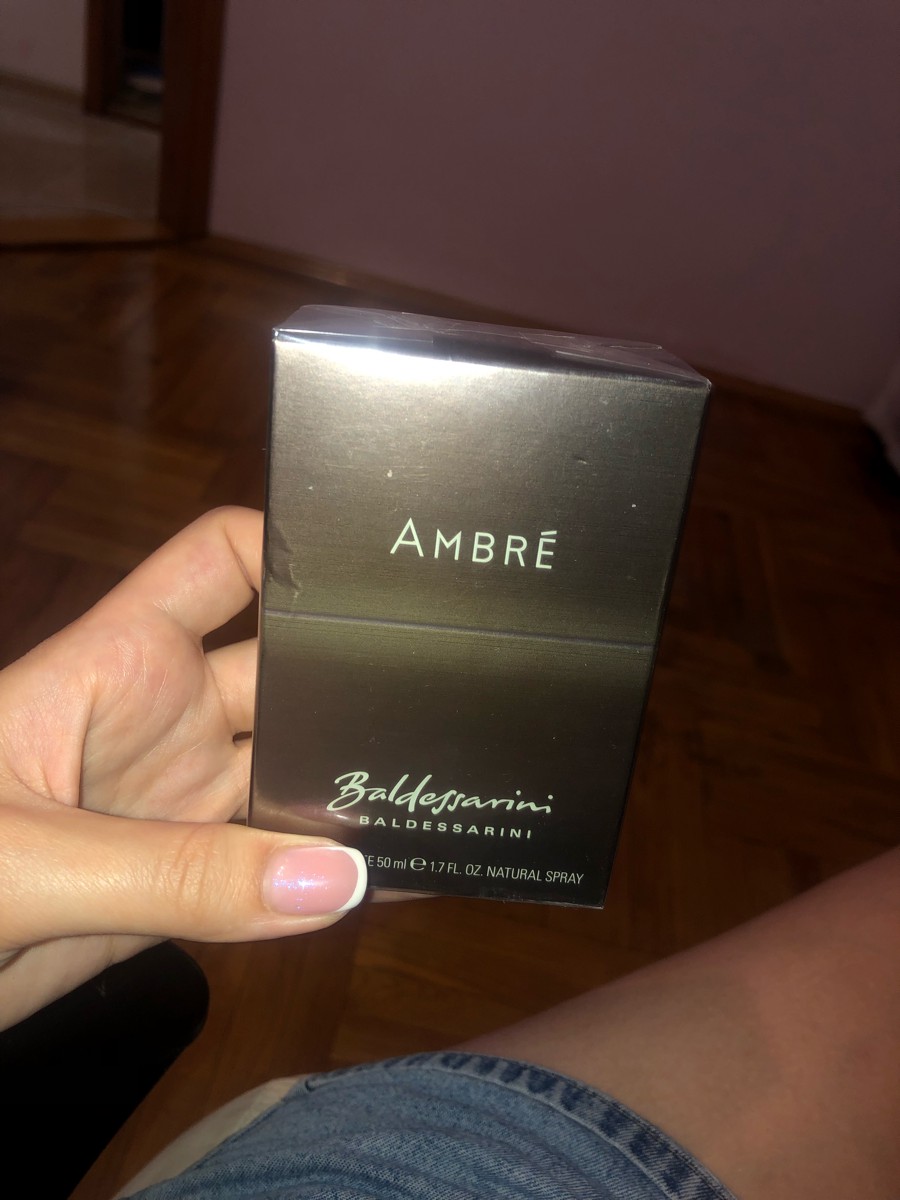 AMBRÉ
Baldessarini
BALDESSARINI
50 ml ℮ 1.7 FL. OZ. NATURAL SPRAY